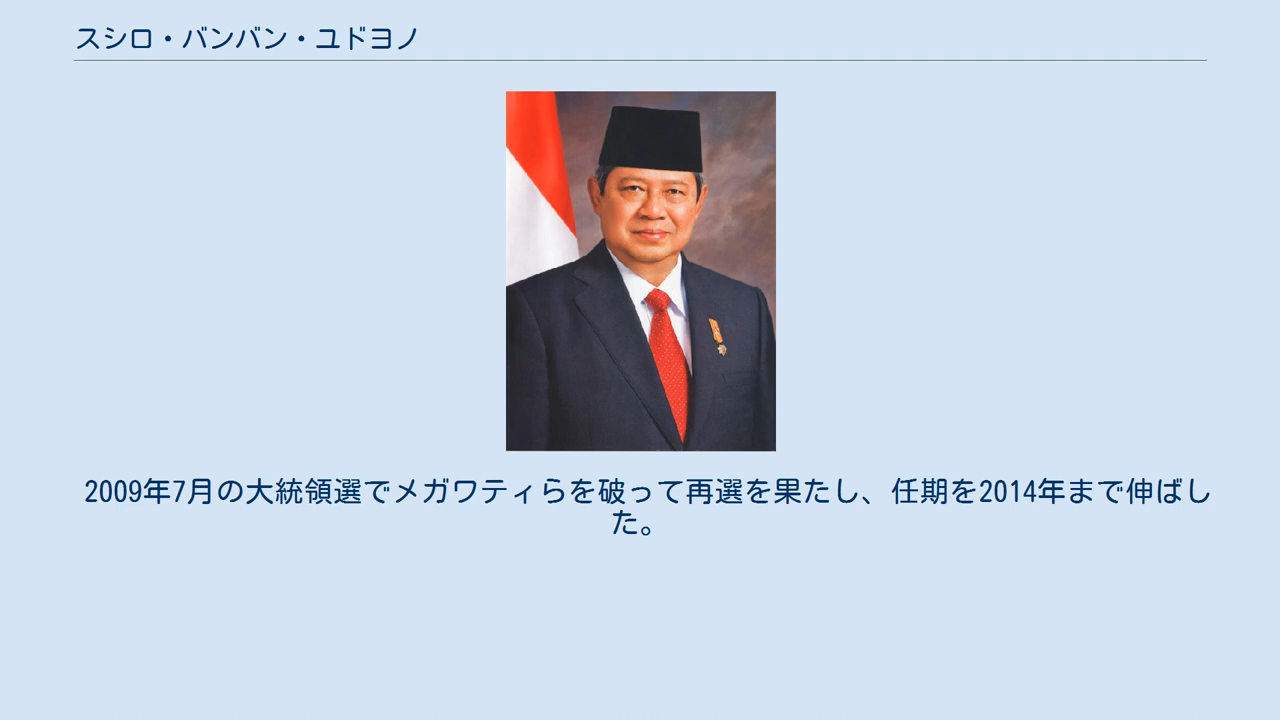 スシロ・バンバン・ユドヨノ
2009年7月の大統領選でメガワティらを破って再選を果たし、任期を2014年まで伸ばし
た。